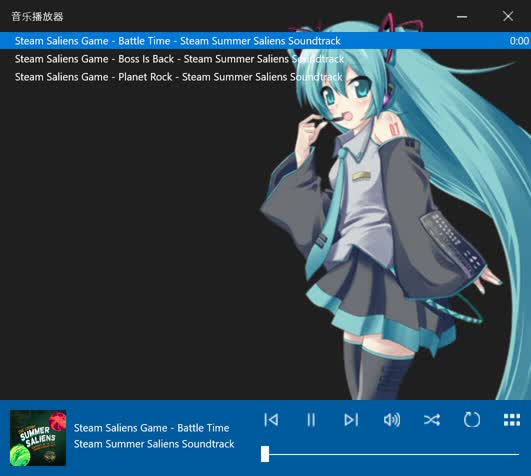 音乐播放器
Steam Saliens Game - Battle Time - Steam Summer Saliens Soundtrack 0:00
Steam Saliens Game - Boss Is Back - Steam Summer Saliens Soundtrack
Steam Saliens Game - Planet Rock - Steam Summer Saliens Soundtrack
SUMMER
SALIENS
Steam Saliens Game - Battle Time
Steam Summer Saliens Soundtrack